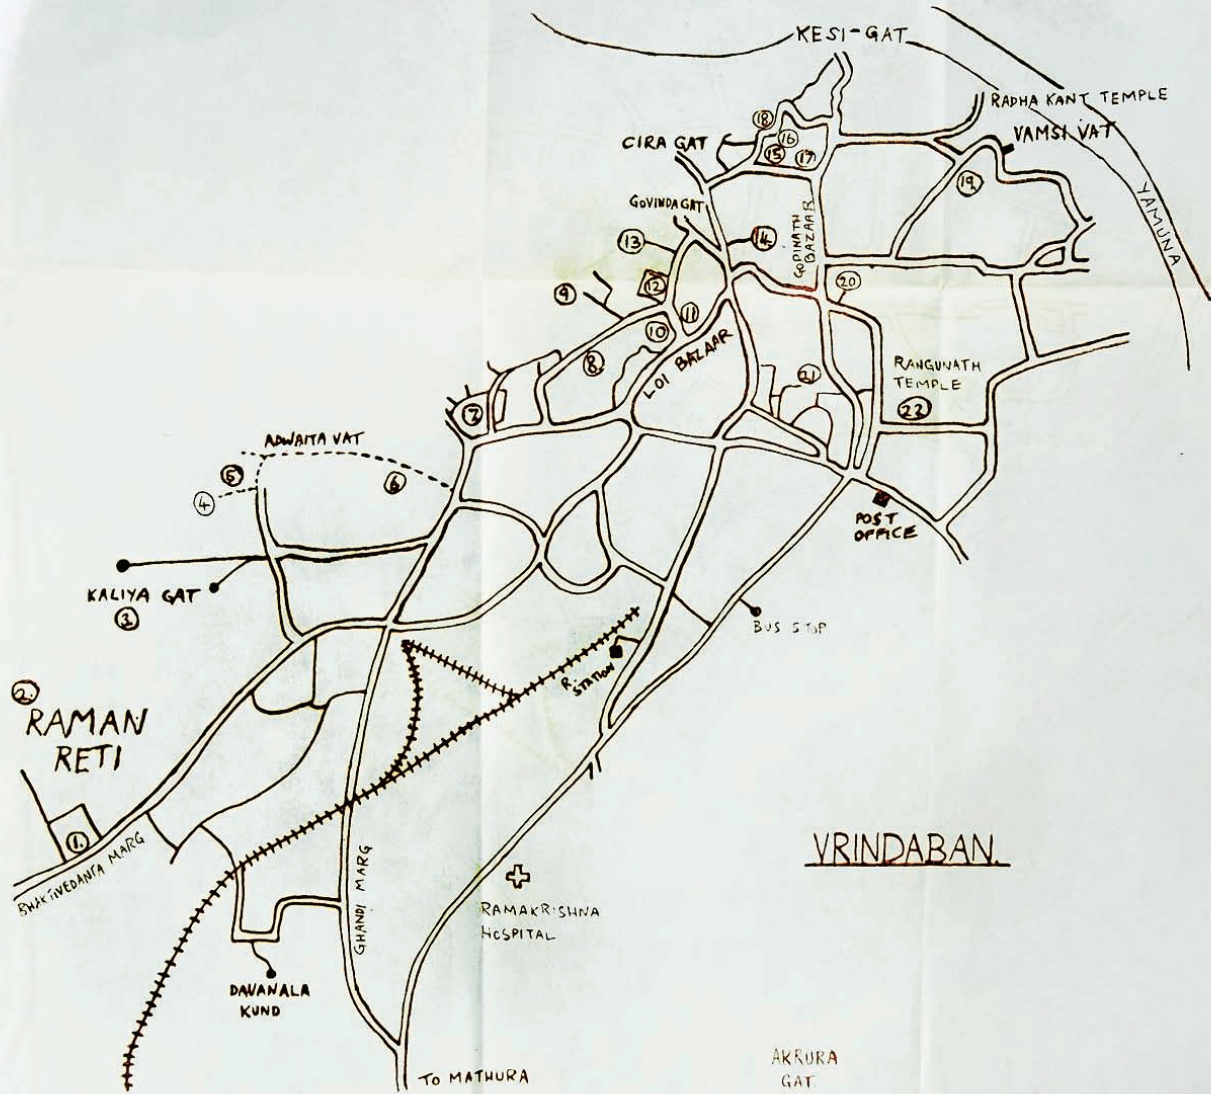 KESI-GAT
RADHA KANT TEMPLE
VAMSI VAT
YAMUNA
18
16
15
17
19
CIRA GAT
GOVINDA GAT
GOPINATH
BAZAAR
14
13
12
9
11
10
20
8
LOI BAZAAR
21
RANGUNATH
TEMPLE
22
7
ADWAITA VAT
5
4
6
POST
OFFICE
KALIYA GAT
3.
BUS STOP
R.
STATION
2.
RAMAN
RETI
1.
BHAKTIVEDANTA MARG
GHANDI MARG
VRINDABAN.
RAMAKRISHNA
HOSPITAL
DAVANALA
KUND
TO MATHURA
AKRURA
GAT